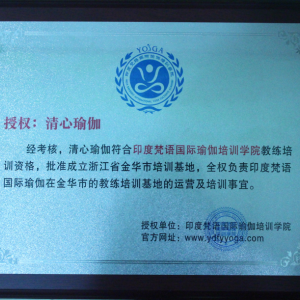 YOGA
授权：清心瑜伽
经考核，清心瑜伽符合印度梵语国际瑜伽培训学院教练培
训资格，批准成立浙江省金华市培训基地，全权负责印度梵语
国际瑜伽在金华市的教练培训基地的运营及培训事宜。
授权单位：印度梵语国际瑜伽培训学院
官方网址：www.ydfyyoga.com